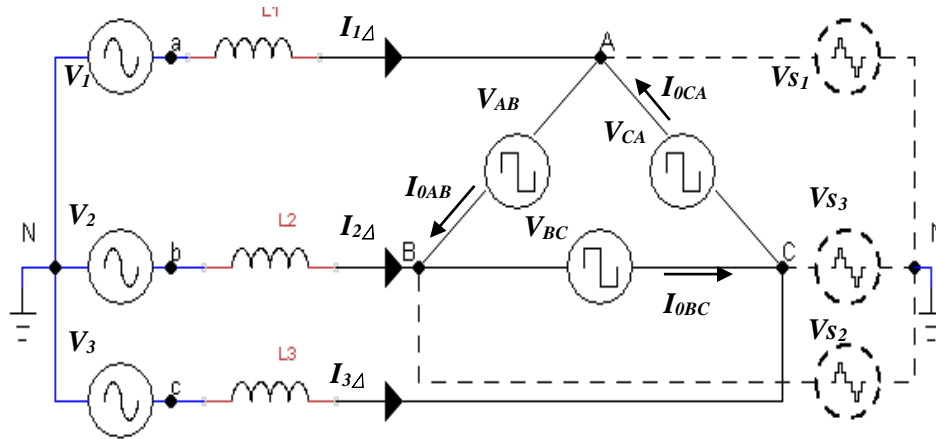 L1
I1Δ
a
V1
A
VS1
VAB
I0CA
VCA
I0AB
V2
L2
I2Δ
VBC
VS3
N
b
B
C
N
I0BC
V3
L3
I3Δ
VS2
c